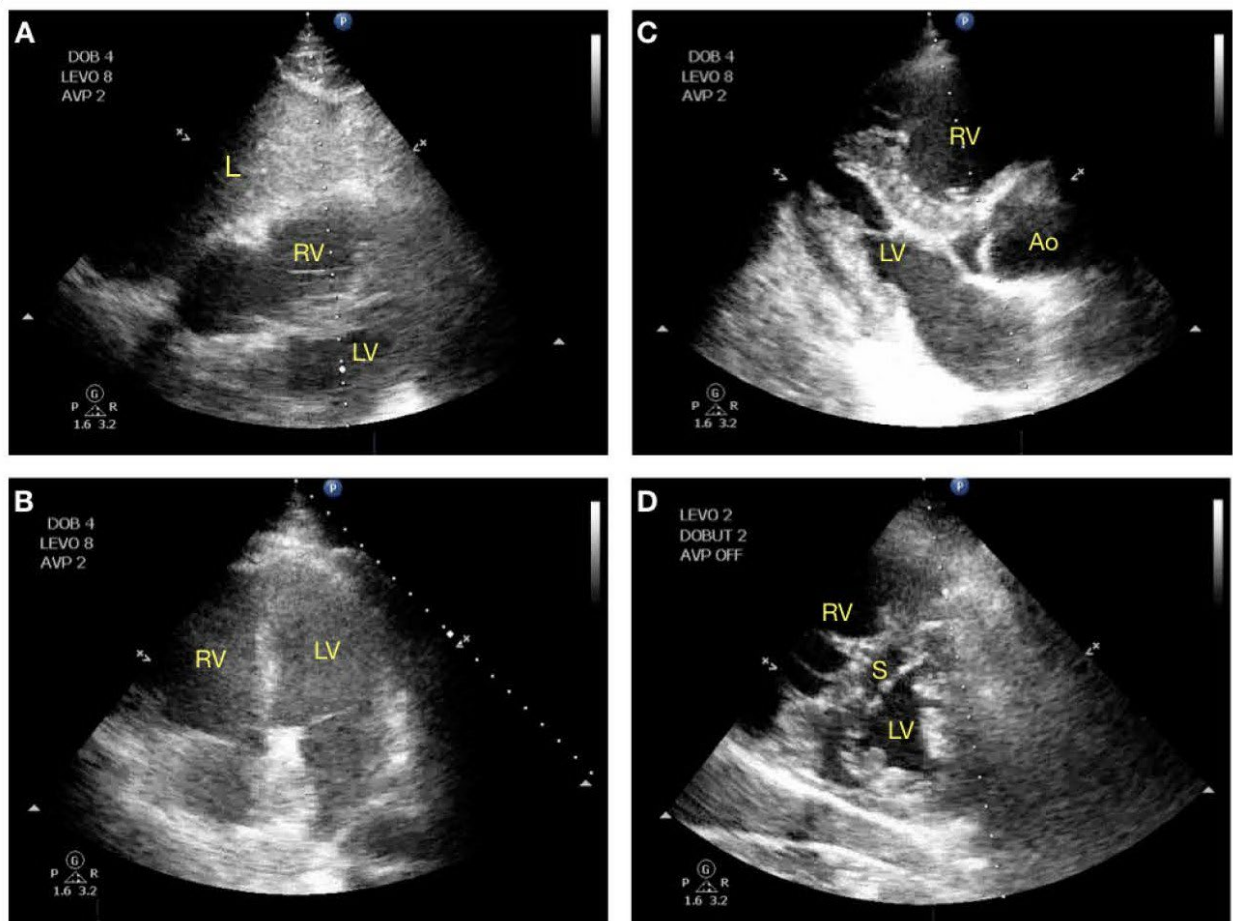 A
P
DOB 4
LEVO 8
AVP 2
x
x
L
RV
LV
G
P R
1.6 3.2
C
P
DOB 4
LEVO 8
AVP 2
x
x
RV
LV
Ao
G
P R
1.6 3.2
B
P
DOB 4
LEVO 8
AVP 2
x
x
RV
LV
G
P R
1.6 3.2
D
P
LEVO 2
DOBUT 2
AVP OFF
x
x
RV
S
LV
G
P R
1.6 3.2